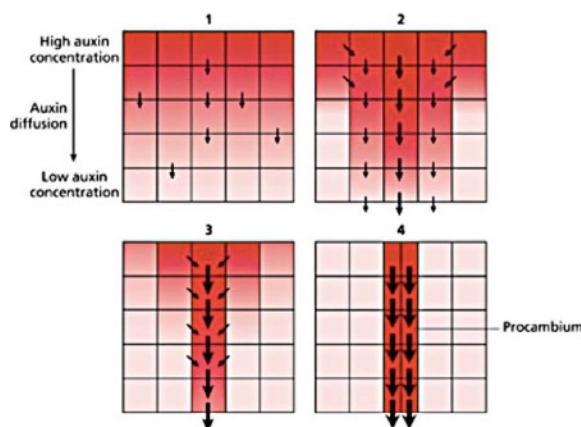 1
2
High auxin
concentration
Auxin
diffusion
Low auxin
concentration
3
4
Procambium